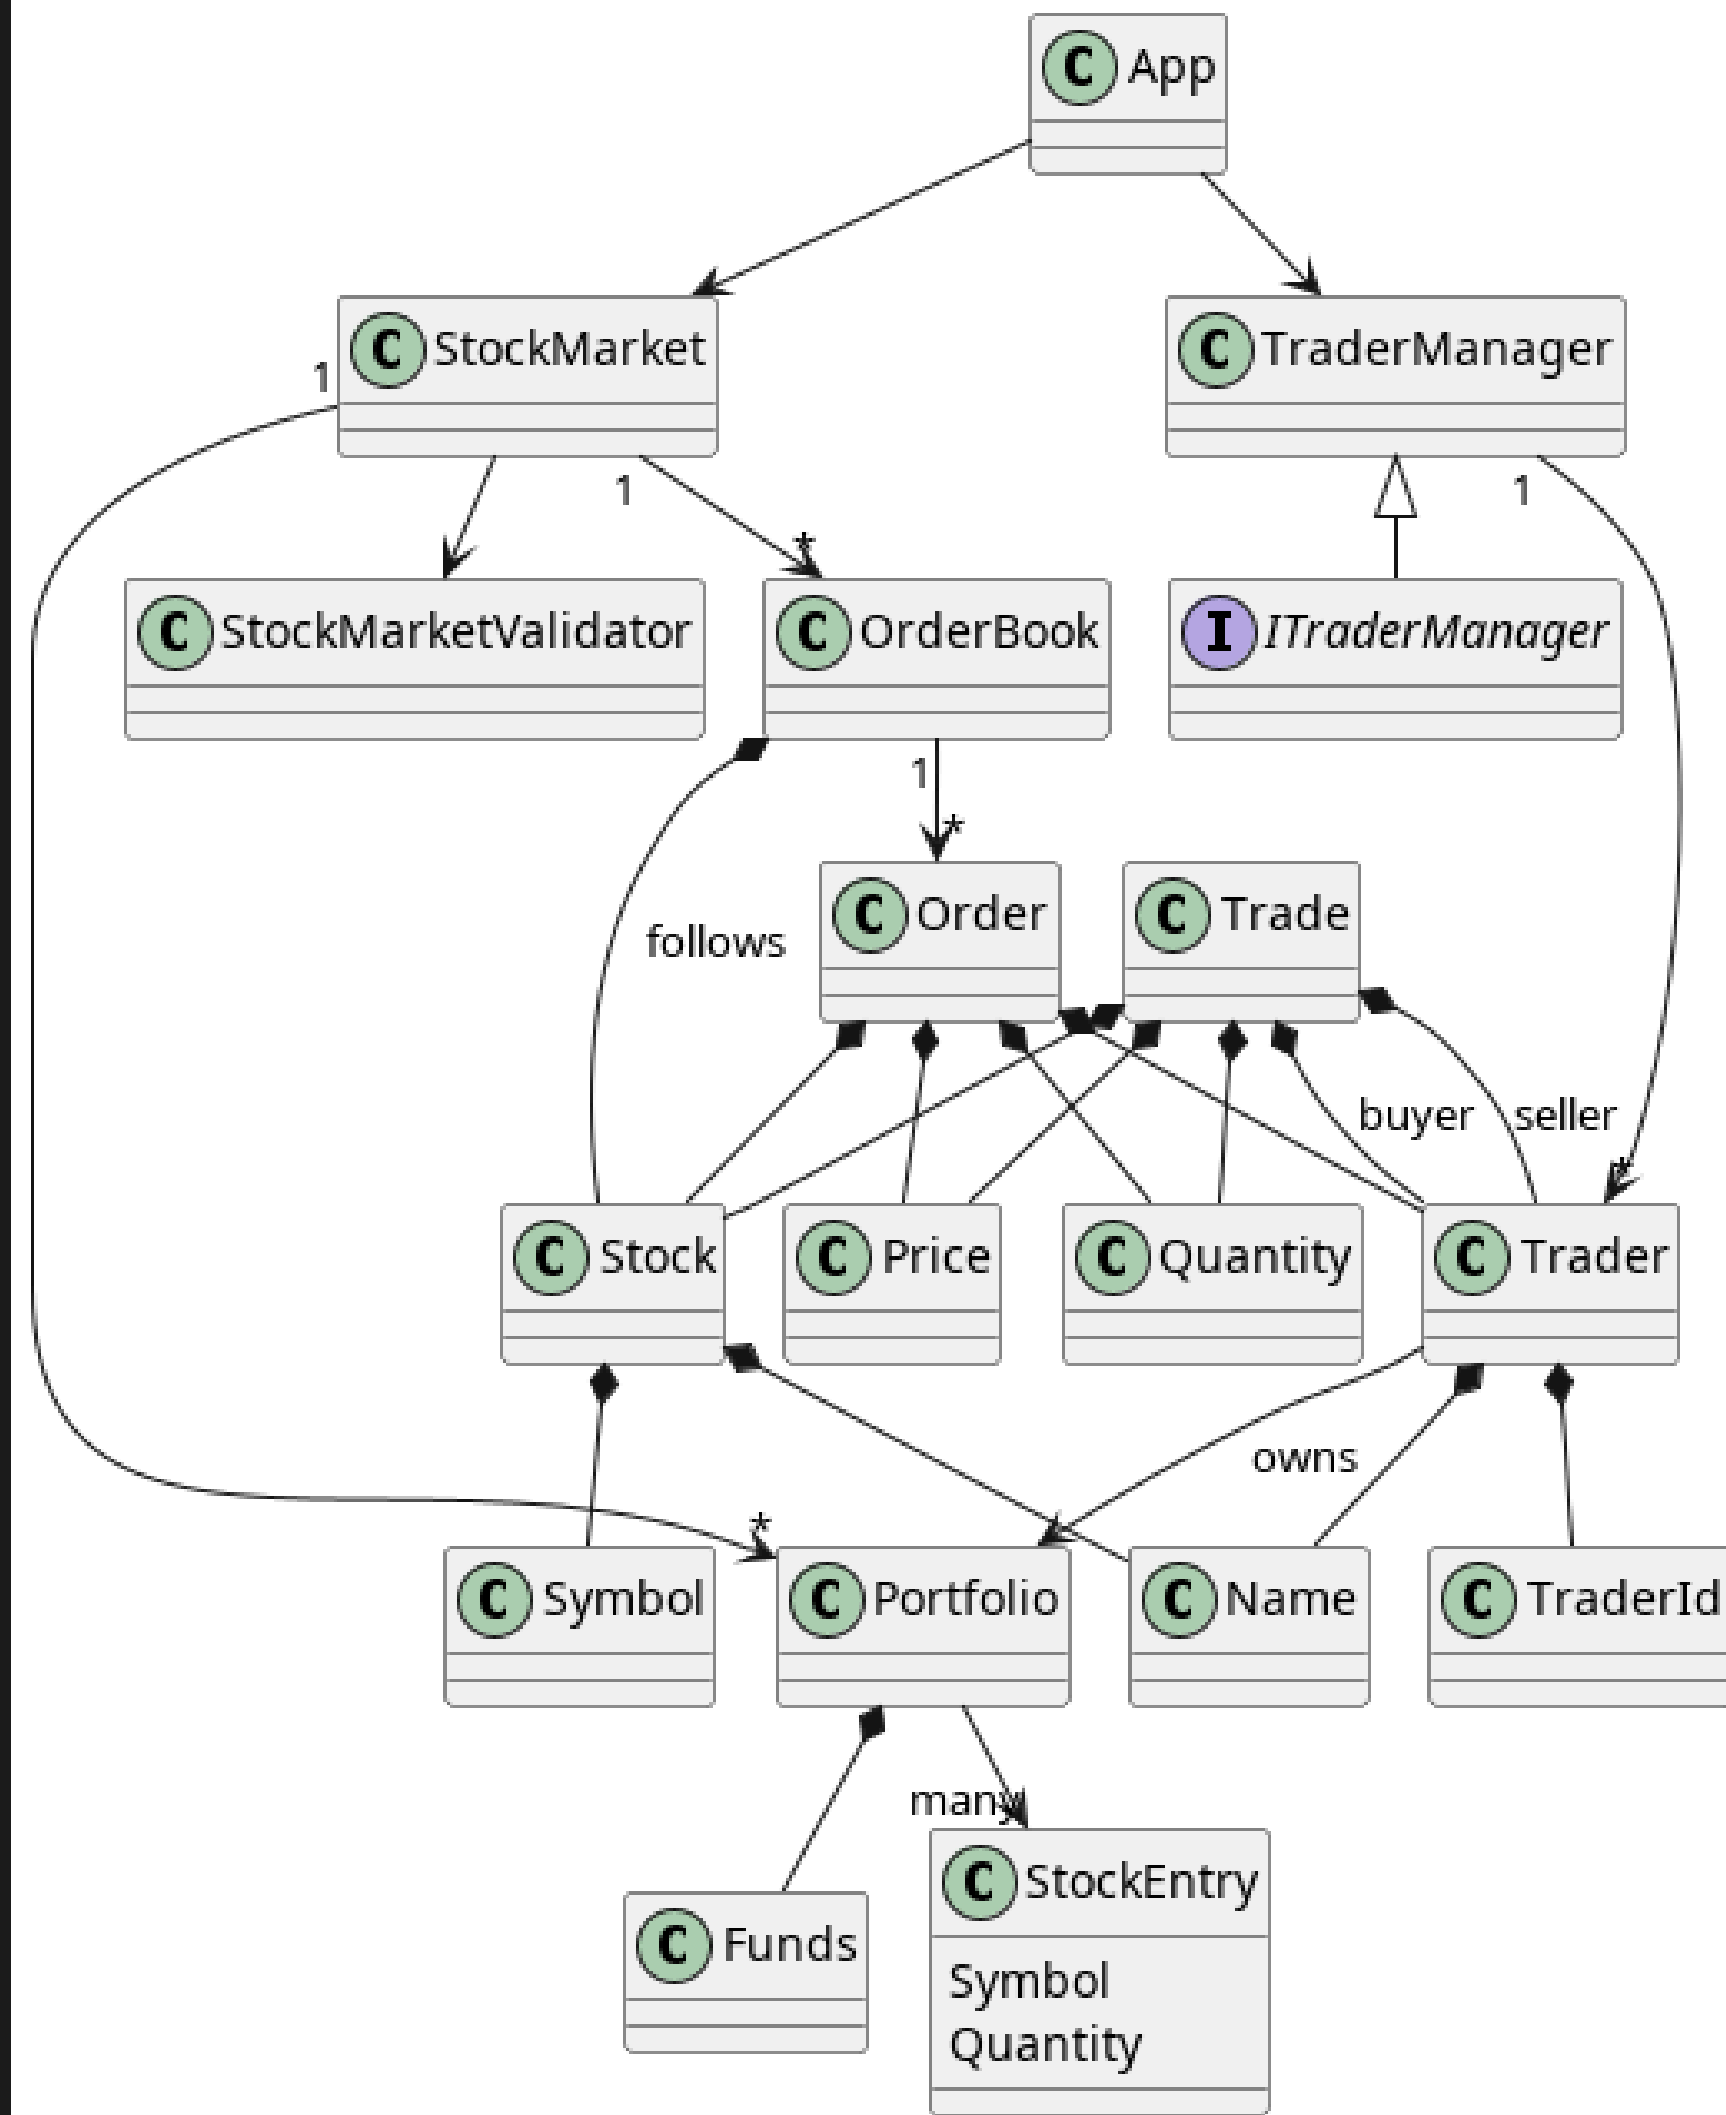 C App
C StockMarket
C TraderManager
1
1
1
*
C StockMarketValidator
C OrderBook
I ITraderManager
1
*
C Order
C Trade
follows
buyer
seller
*
C Stock
C Price
C Quantity
C Trader
owns
*
C Symbol
C Portfolio
C Name
C TraderId
many
C StockEntry
Symbol
Quantity
C Funds